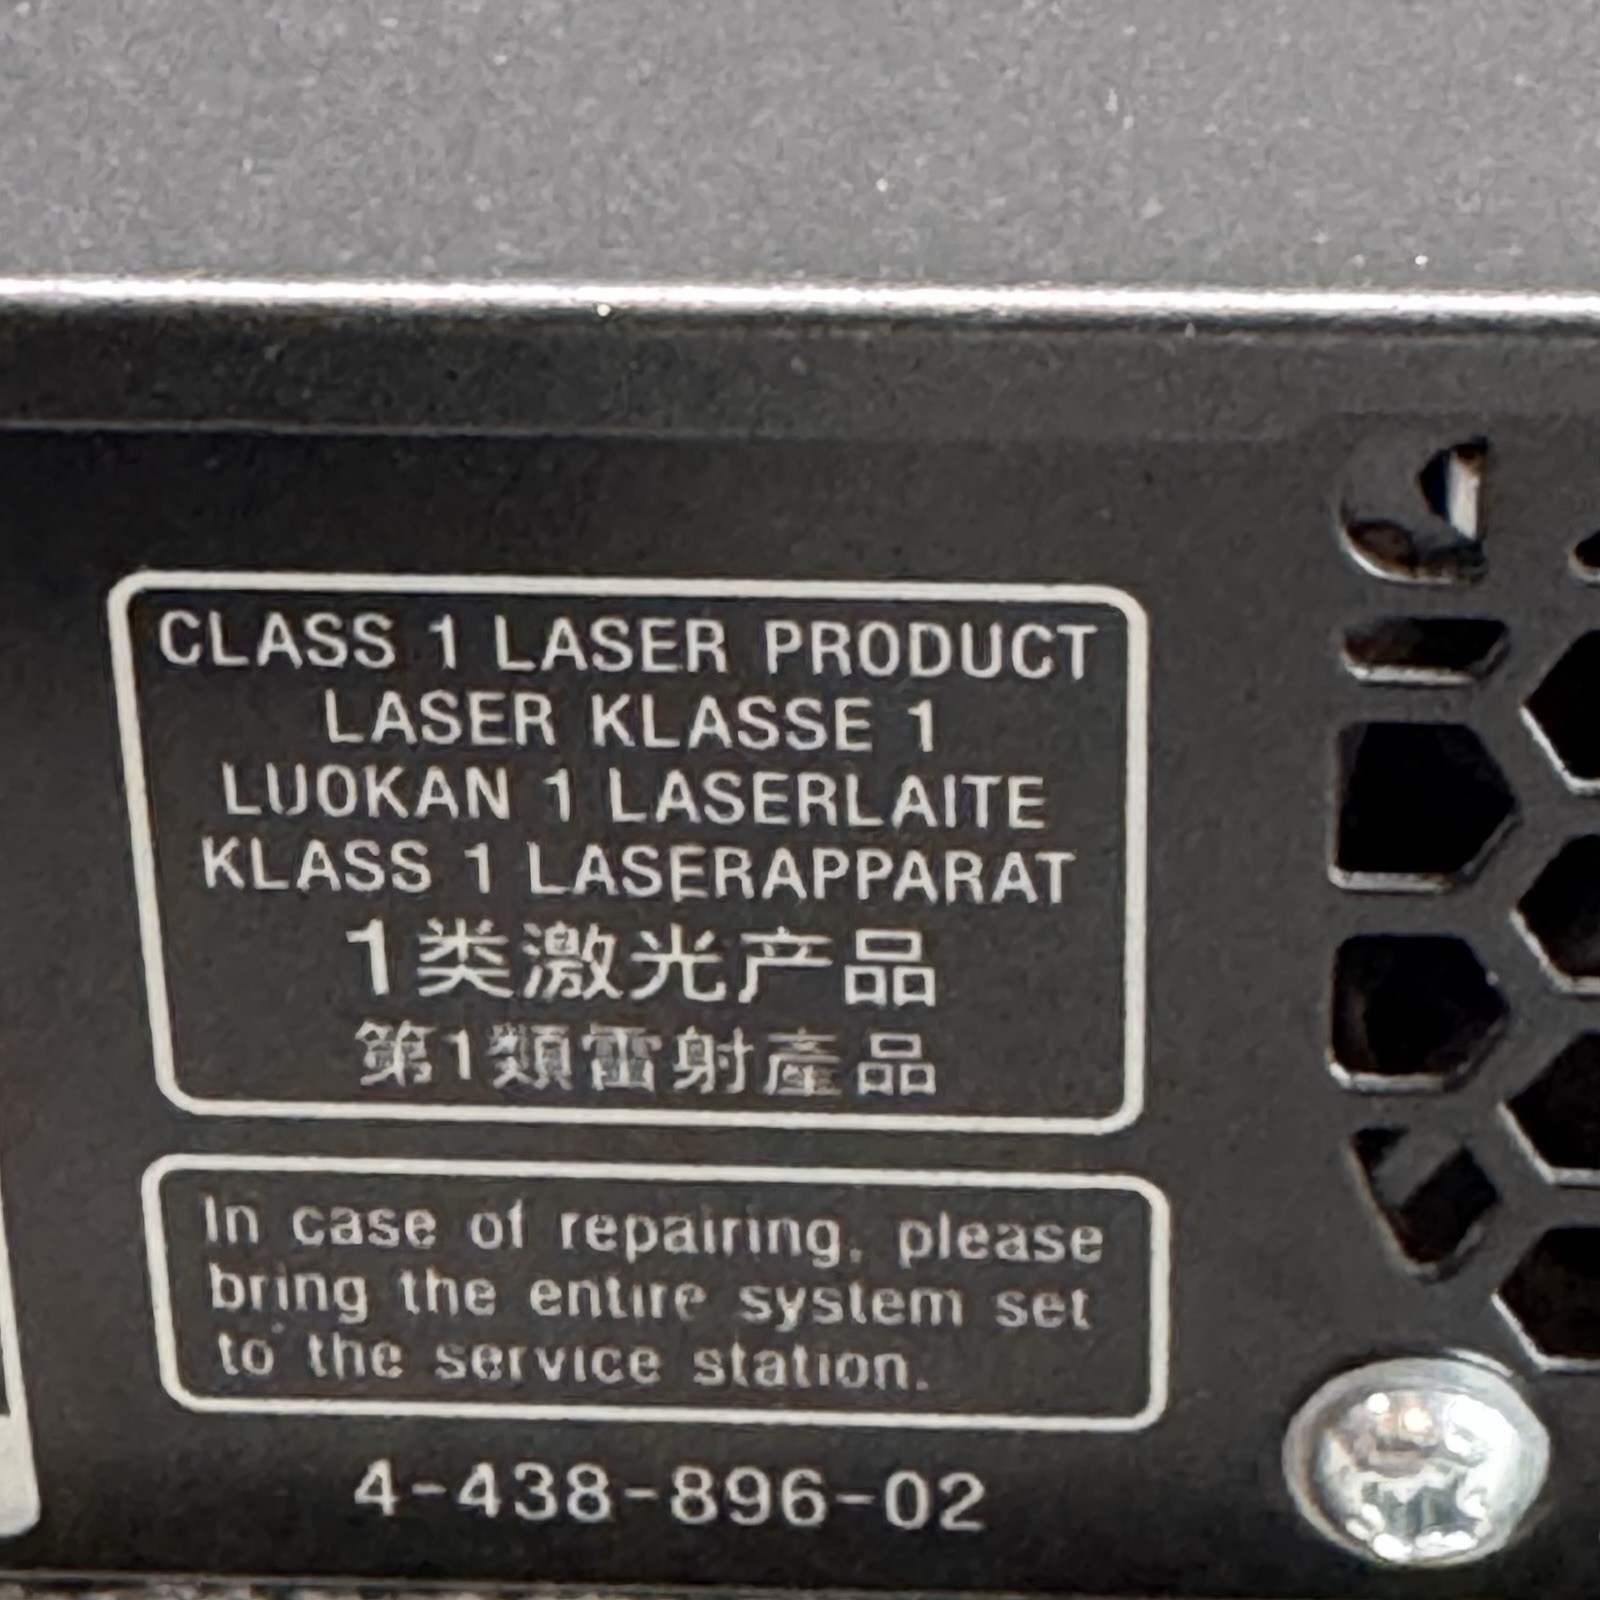 CLASS 1 LASER PRODUCT
LASER KLASSE 1
LUOKAN 1 LASERLAITE
KLASS 1 LASERAPPARAT
1类激光产品
第1類雷射產品
In case of repairing, please
bring the entire system set
to the service station.
4-438-896-02